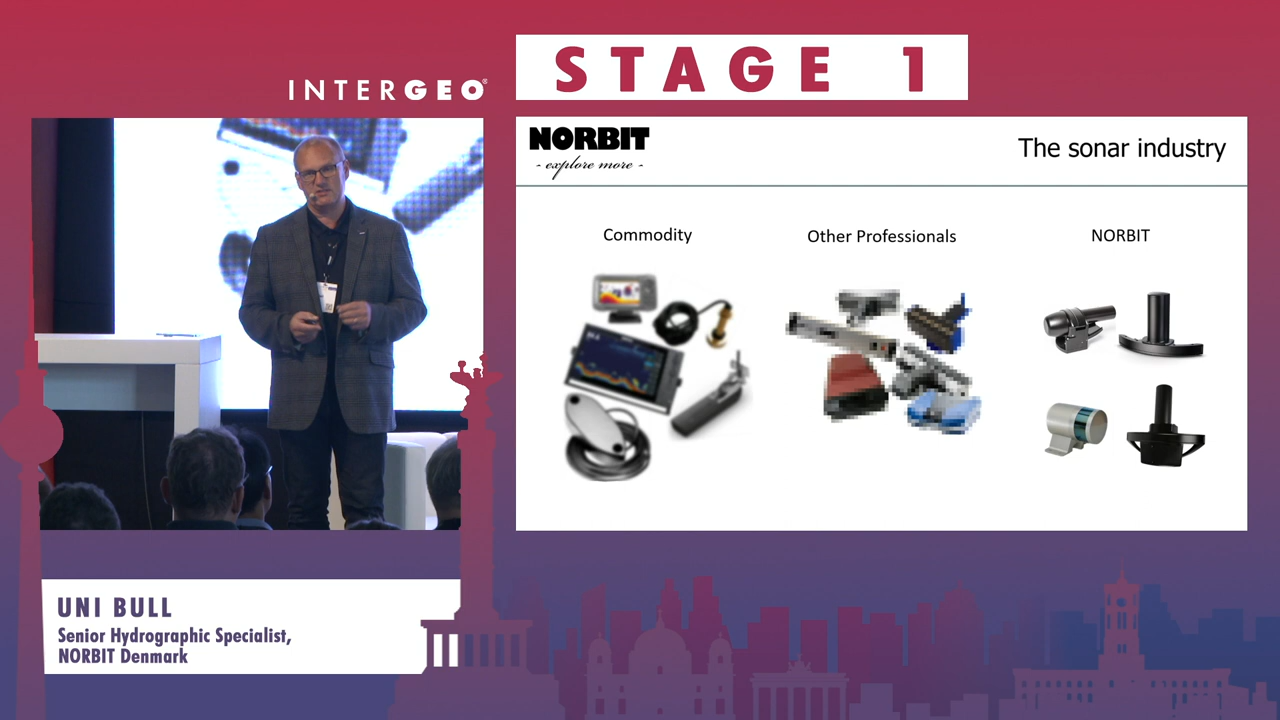 STAGE 1
INTERGEO®
NORBIT
- explore more -
The sonar industry
Commodity
Other Professionals
NORBIT
UNI BULL
Senior Hydrographic Specialist,
NORBIT Denmark